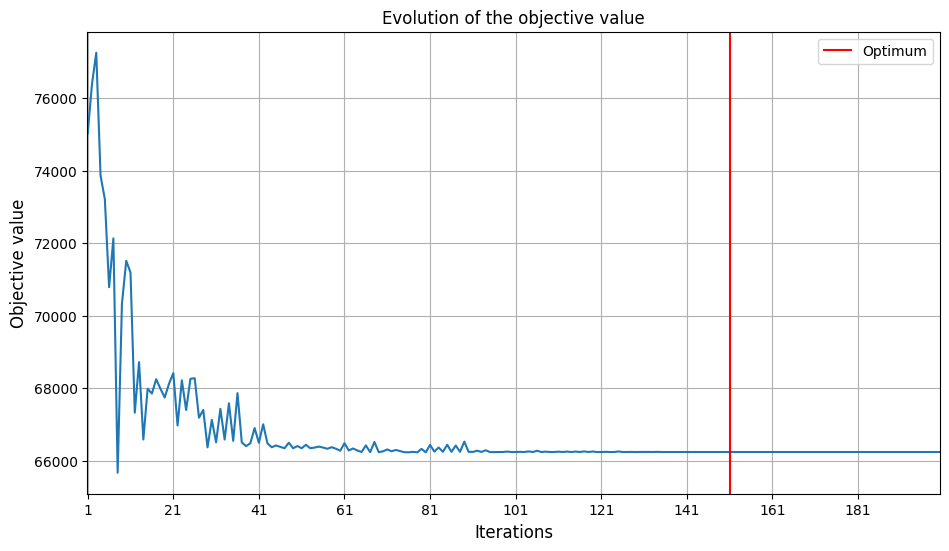 Evolution of the objective value
Optimum
Objective value
76000
74000
72000
70000
68000
66000
1 21 41 61 81 101 121 141 161 181
Iterations